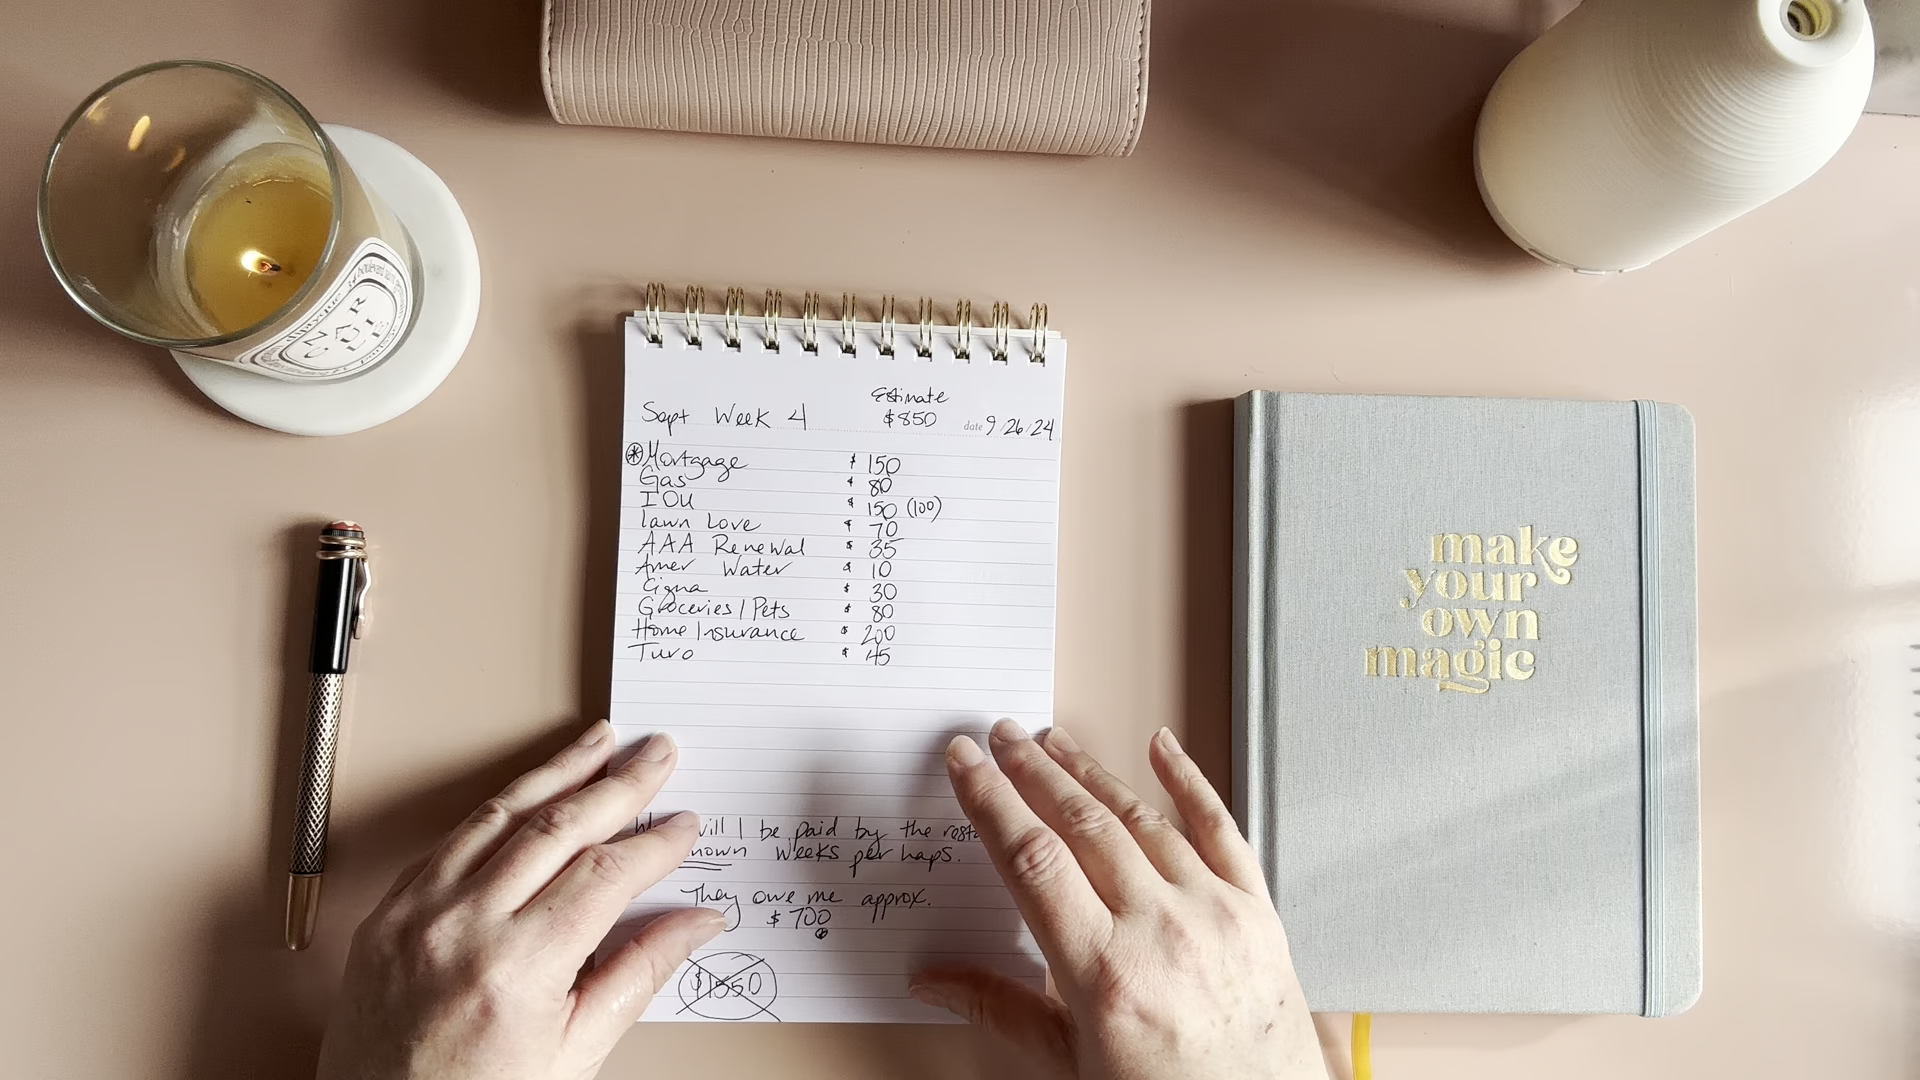 Estimate
Sept Week 4 $850 date 9/26/24
Mortgage $ 150
Gas $ 80
IOU $ 150 (100)
Lawn Love $ 70
AAA Renewal $ 35
Amer Water $ 10
Cigna $ 30
Groceries/Pets $ 80
Home Insurance $ 200
Turo $ 45
will I be paid by the
weeks perhaps.
They owe me approx.
$ 700
$1550
make
your
own
magic
diptyque